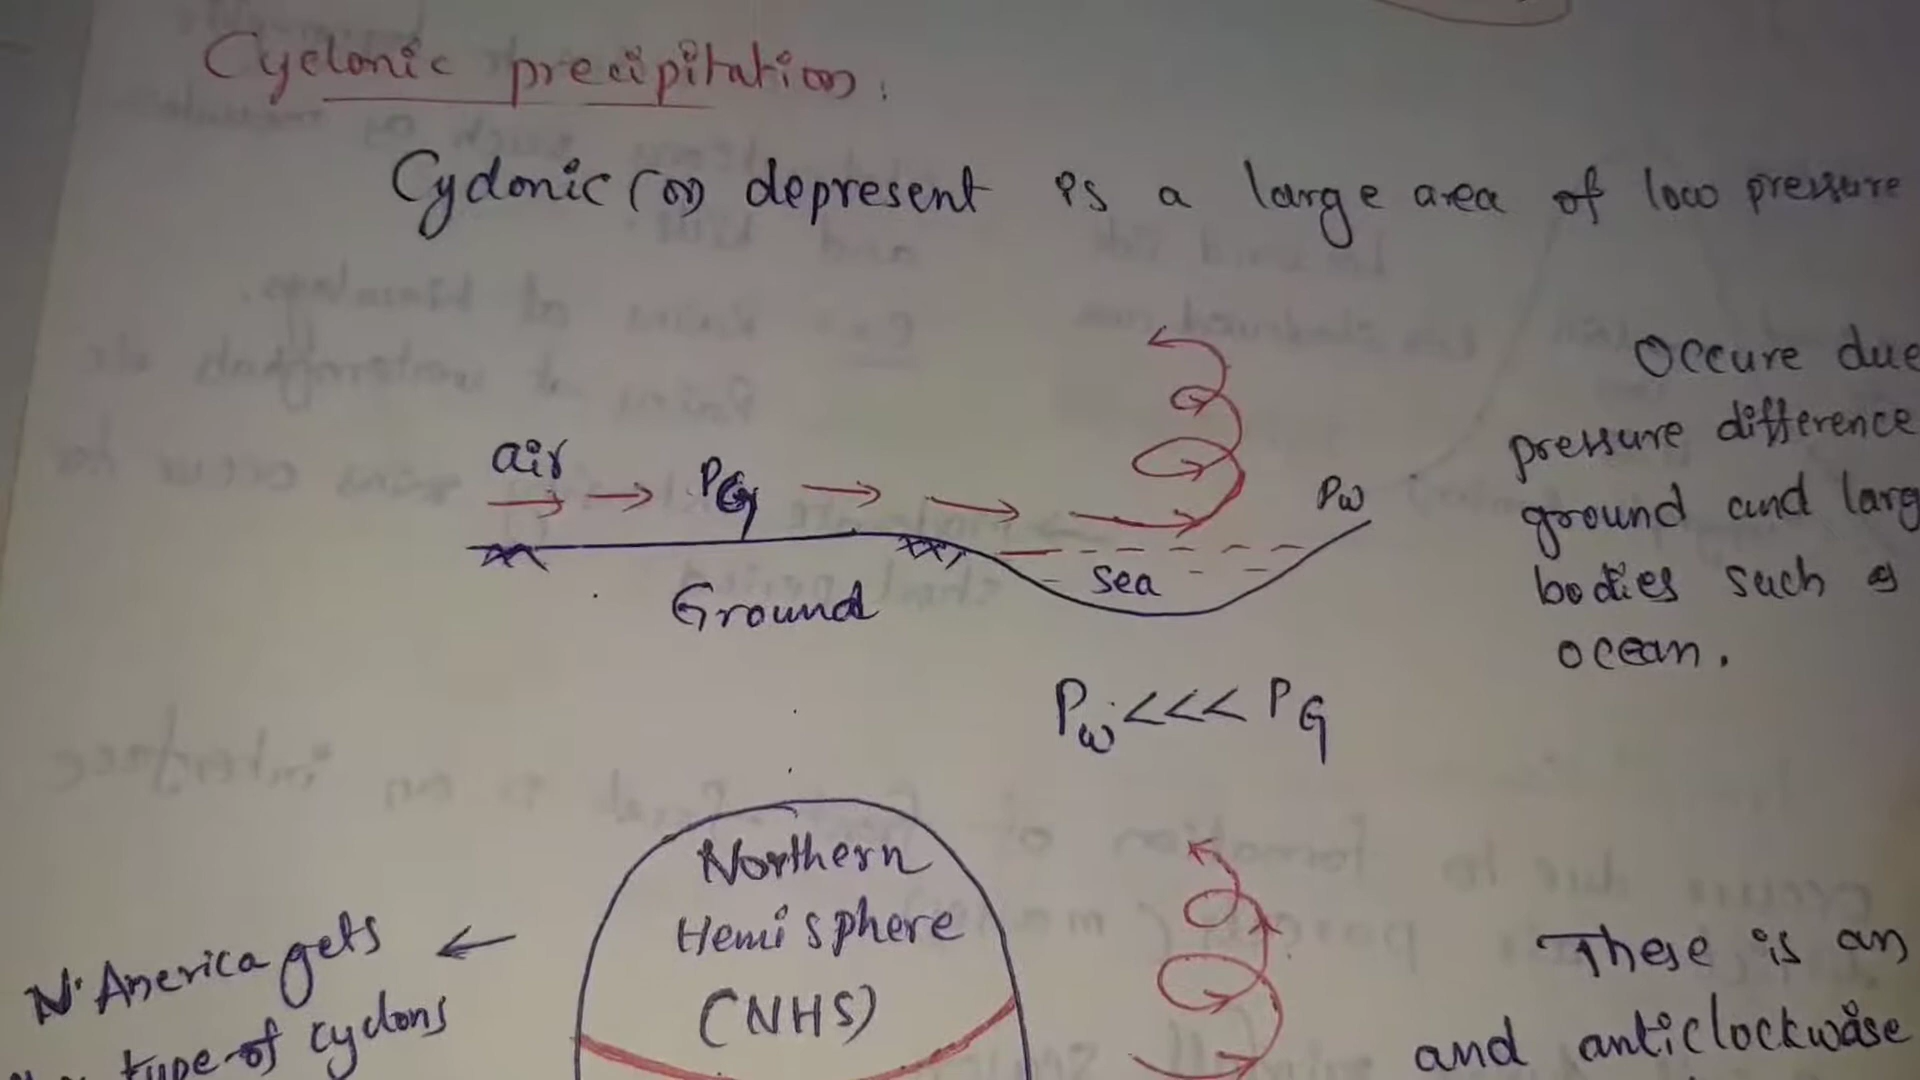 Cyclonic precipitation.
Cyclonic (or) depresent is a large area of low pressure
Occure due
pressure difference
ground and larg
bodies such as
ocean.
air
PG
Pw
Sea
Ground
Pw <<< PG
Northern
Hemisphere
(NHS)
N. America gets
type of cyclons
These is an
and anticlockwise